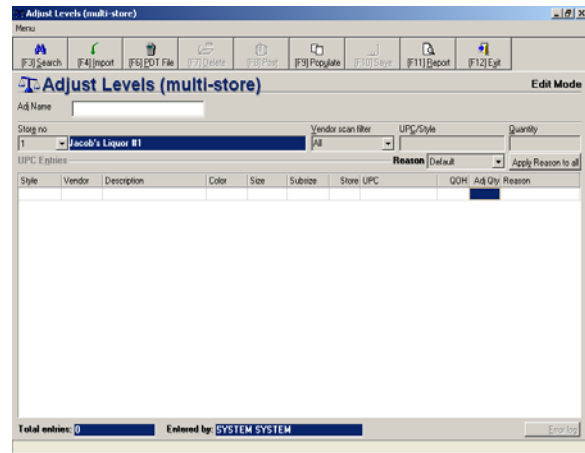 Adjust Levels (multi-store)
Menu
[F3] Search [F4] Import [F6] PDT File [F7] Delete [F8] Post [F9] Populate [F10] Save [F11] Report [F12] Exit
Adjust Levels (multi-store) Edit Mode
Adj Name
Store no Vendor scan filter UPC/Style Quantity
1 Jacob's Liquor #1 All
UPC Entries Reason Default Apply Reason to all
Style Vendor Description Color Size Subsize Store UPC QOH Adj Qty Reason
Total entries: 0 Entered by: SYSTEM SYSTEM Error log